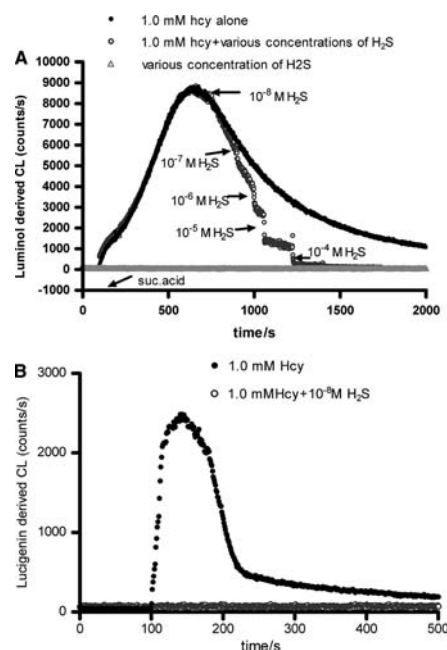 1.0 mM hcy alone
1.0 mM hcy+various concentrations of H₂S
various concentration of H2S
A
Luminol derived CL (counts/s)
10000
9000
8000
7000
6000
5000
4000
3000
2000
1000
0
-1000
10⁻⁸ M H₂S
10⁻⁷ M H₂S
10⁻⁶ M H₂S
10⁻⁵ M H₂S
10⁻⁴ M H₂S
suc.acid
0 500 1000 1500 2000
time/s
B
1.0 mM Hcy
1.0 mMHcy+10⁻⁸M H₂S
Lucigenin derived CL (counts/s)
3000
2000
1000
0
0 100 200 300 400 500
time/s